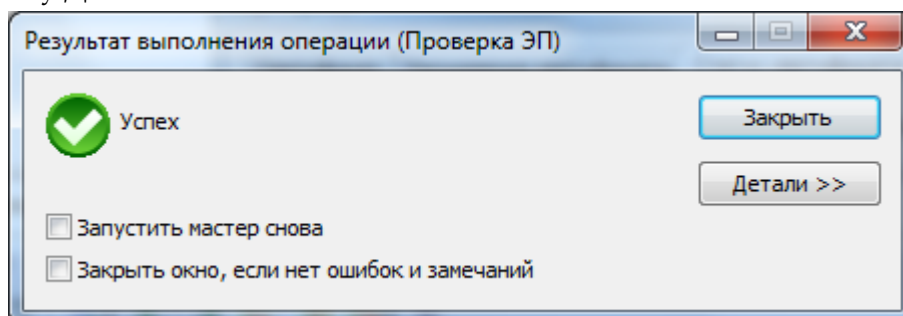 Результат выполнения операции (Проверка ЭП)
Успех
Закрыть
Детали >>
Запустить мастер снова
Закрыть окно, если нет ошибок и замечаний